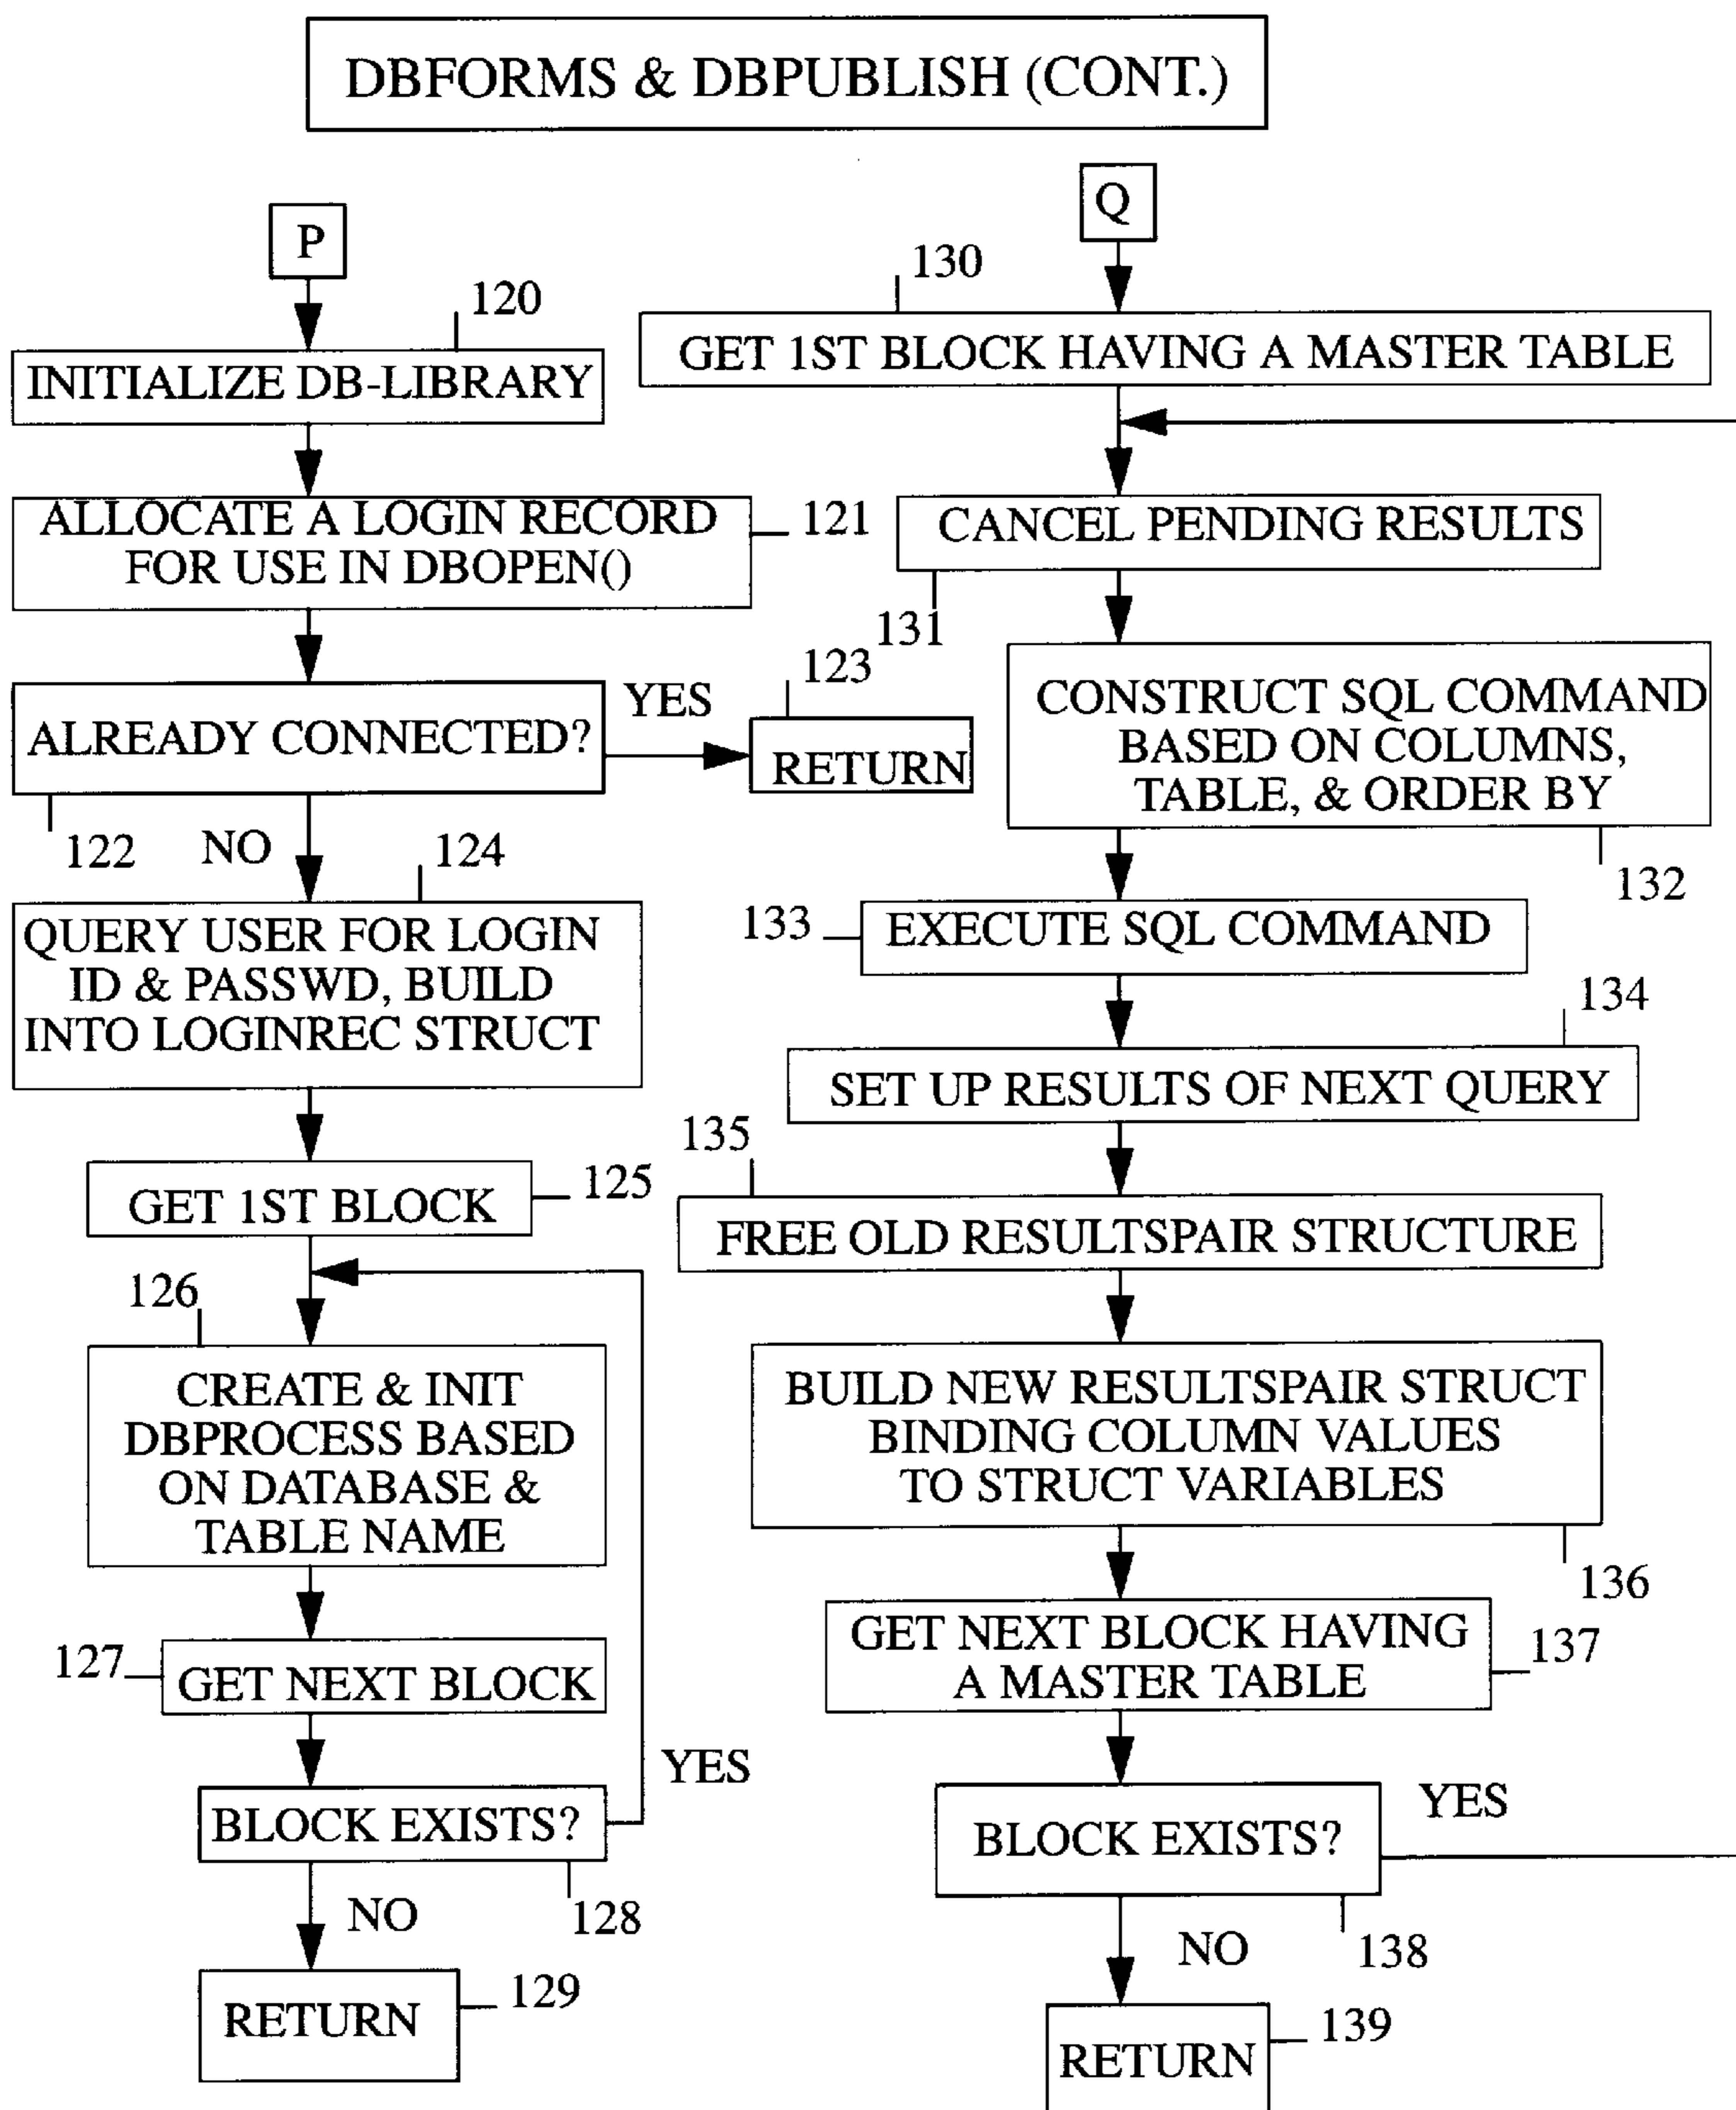 DBFORMS & DBPUBLISH (CONT.)
P
120
INITIALIZE DB-LIBRARY
ALLOCATE A LOGIN RECORD
FOR USE IN DBOPEN()
121
ALREADY CONNECTED?
YES
123
RETURN
122
NO
124
QUERY USER FOR LOGIN
ID & PASSWD, BUILD
INTO LOGINREC STRUCT
GET 1ST BLOCK
125
126
CREATE & INIT
DBPROCESS BASED
ON DATABASE &
TABLE NAME
127
GET NEXT BLOCK
YES
BLOCK EXISTS?
128
NO
RETURN
129
Q
130
GET 1ST BLOCK HAVING A MASTER TABLE
CANCEL PENDING RESULTS
131
CONSTRUCT SQL COMMAND
BASED ON COLUMNS,
TABLE, & ORDER BY
132
133
EXECUTE SQL COMMAND
134
SET UP RESULTS OF NEXT QUERY
135
FREE OLD RESULTSPAIR STRUCTURE
BUILD NEW RESULTSPAIR STRUCT
BINDING COLUMN VALUES
TO STRUCT VARIABLES
136
GET NEXT BLOCK HAVING
A MASTER TABLE
137
YES
BLOCK EXISTS?
138
NO
RETURN
139